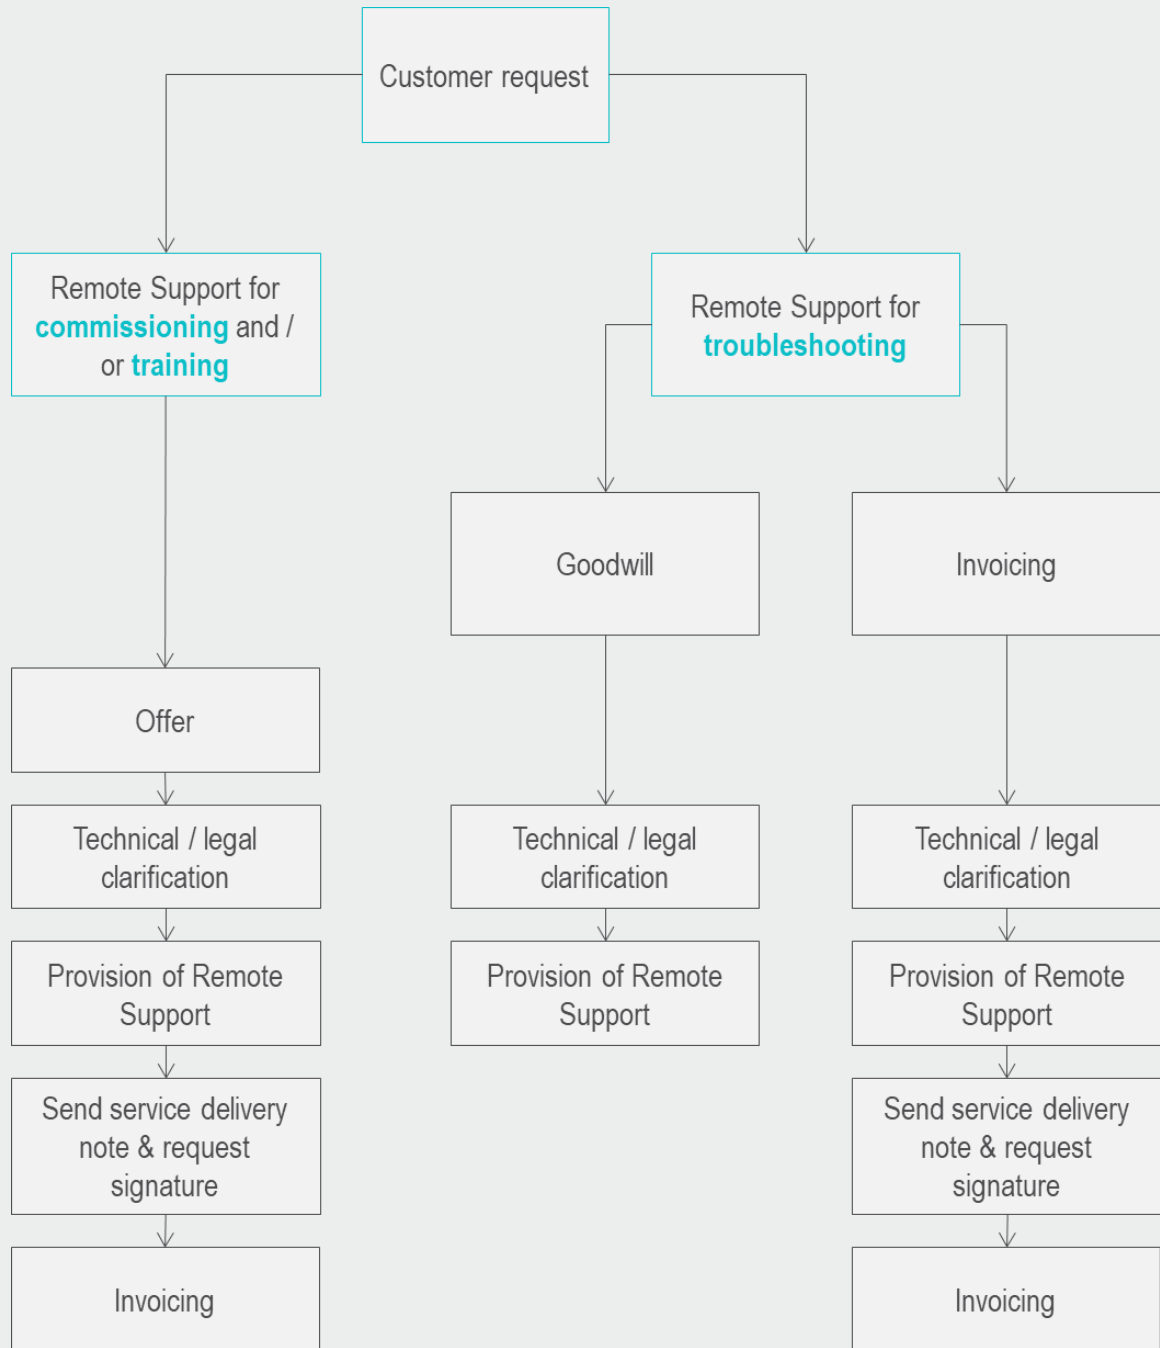 Customer request
Remote Support for
commissioning and /
or training
Remote Support for
troubleshooting
Goodwill
Invoicing
Offer
Technical / legal
clarification
Technical / legal
clarification
Technical / legal
clarification
Provision of Remote
Support
Provision of Remote
Support
Provision of Remote
Support
Send service delivery
note & request
signature
Send service delivery
note & request
signature
Invoicing
Invoicing